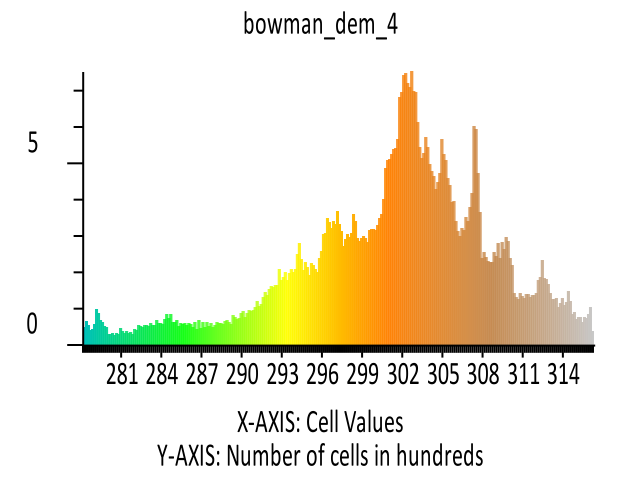 bowman_dem_4
5
0
281 284 287 290 293 296 299 302 305 308 311 314
X-AXIS: Cell Values
Y-AXIS: Number of cells in hundreds